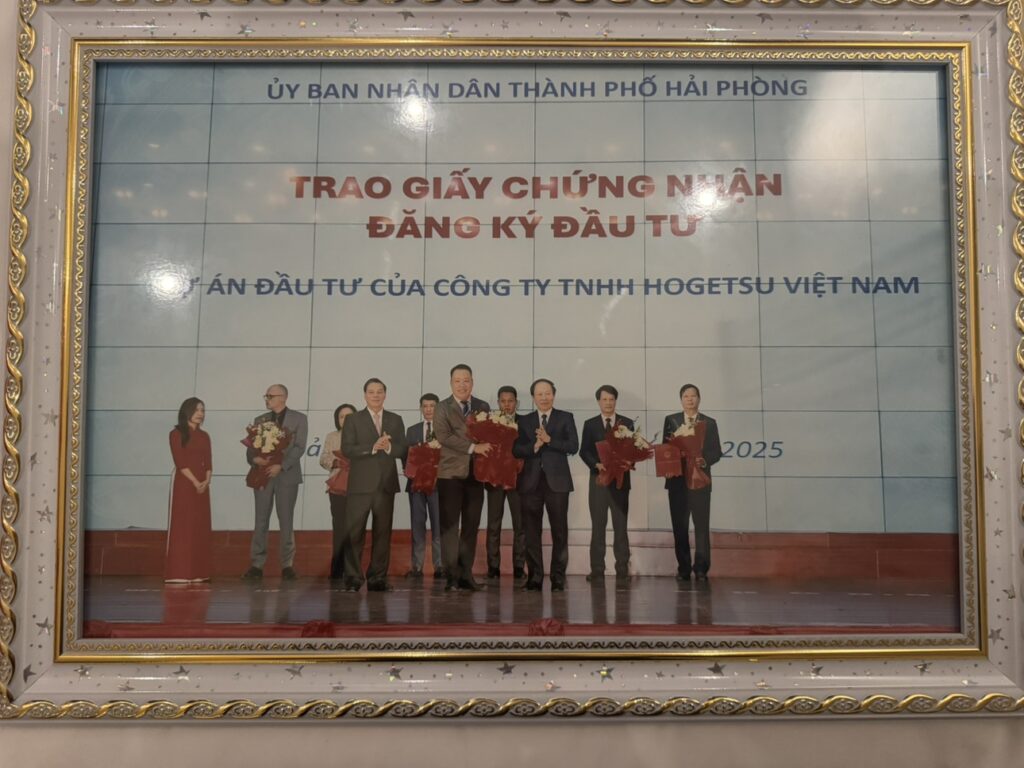 ỦY BAN NHÂN DÂN THÀNH PHỐ HẢI PHÒNG
TRAO GIẤY CHỨNG NHẬN
ĐĂNG KÝ ĐẦU TƯ
ÁN ĐẦU TƯ CỦA CÔNG TY TNHH HOGETSU VIỆT NAM
2025